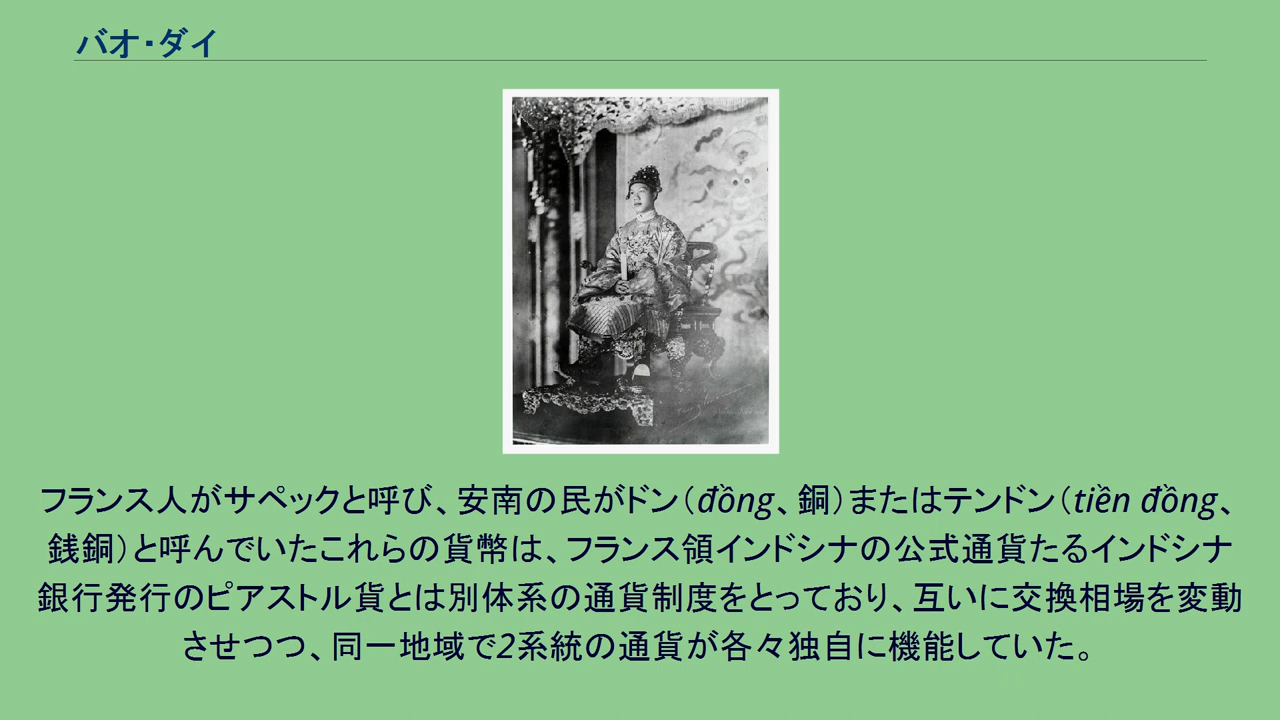 バオ・ダイ
フランス人がサペックと呼び、安南の民がドン（đồng、銅）またはテンドン（tiền đồng、
銭銅）と呼んでいたこれらの貨幣は、フランス領インドシナの公式通貨たるインドシナ
銀行発行のピアストル貨とは別体系の通貨制度をとっており、互いに交換相場を変動
させつつ、同一地域で2系統の通貨が各々独自に機能していた。